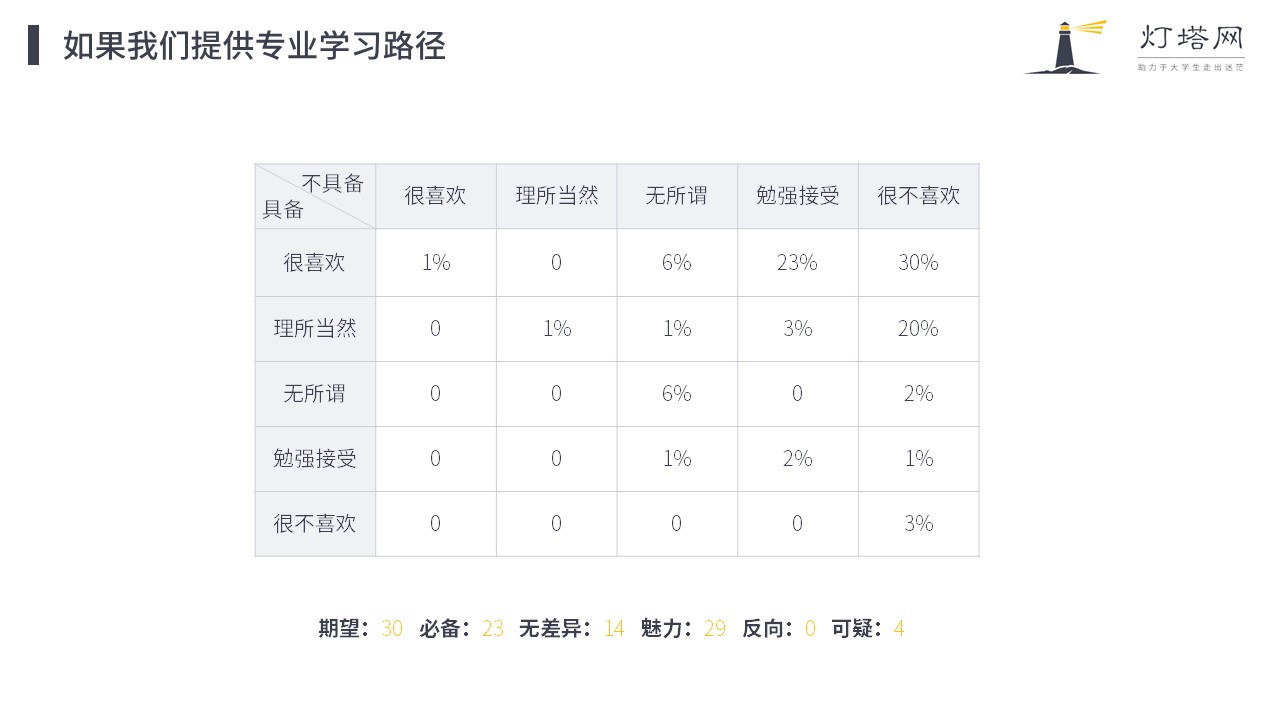 如果我们提供专业学习路径
灯塔网
助力于大学生走出迷茫
不具备
具备
很喜欢 理所当然 无所谓 勉强接受 很不喜欢
很喜欢 1% 0 6% 23% 30%
理所当然 0 1% 1% 3% 20%
无所谓 0 0 6% 0 2%
勉强接受 0 0 1% 2% 1%
很不喜欢 0 0 0 0 3%
期望：30 必备：23 无差异：14 魅力：29 反向：0 可疑：4